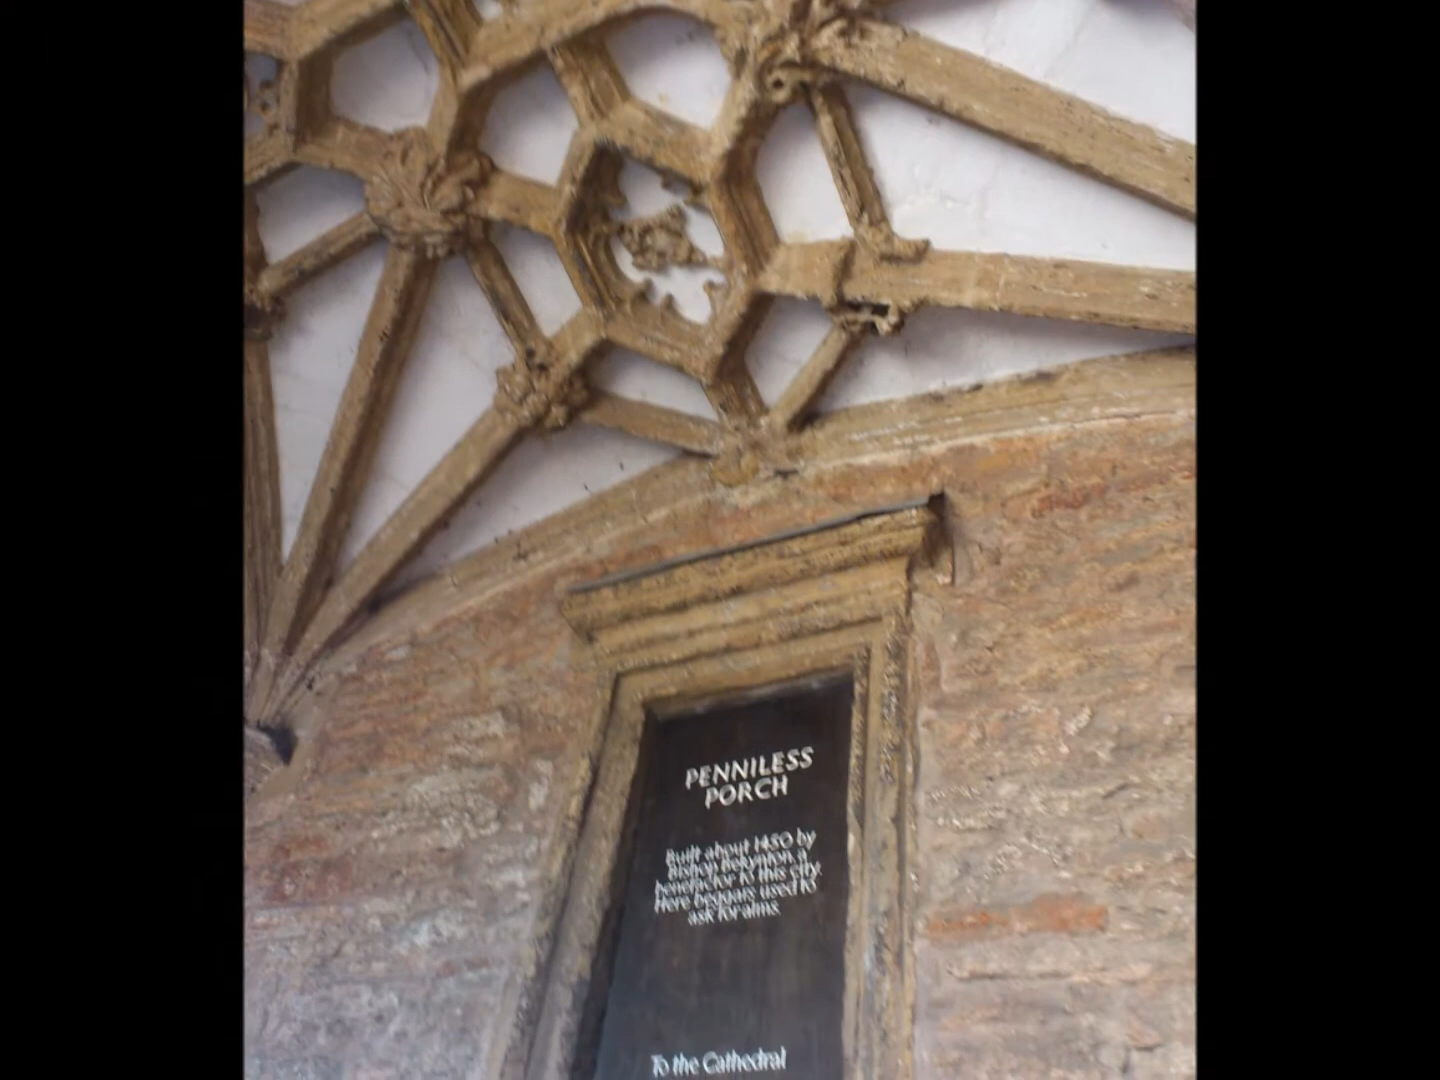 PENNILESS
PORCH
Built about 1450 by
Bishop Bekynton, a
benefactor to this city.
Here beggars used to
ask for alms.
To the Cathedral